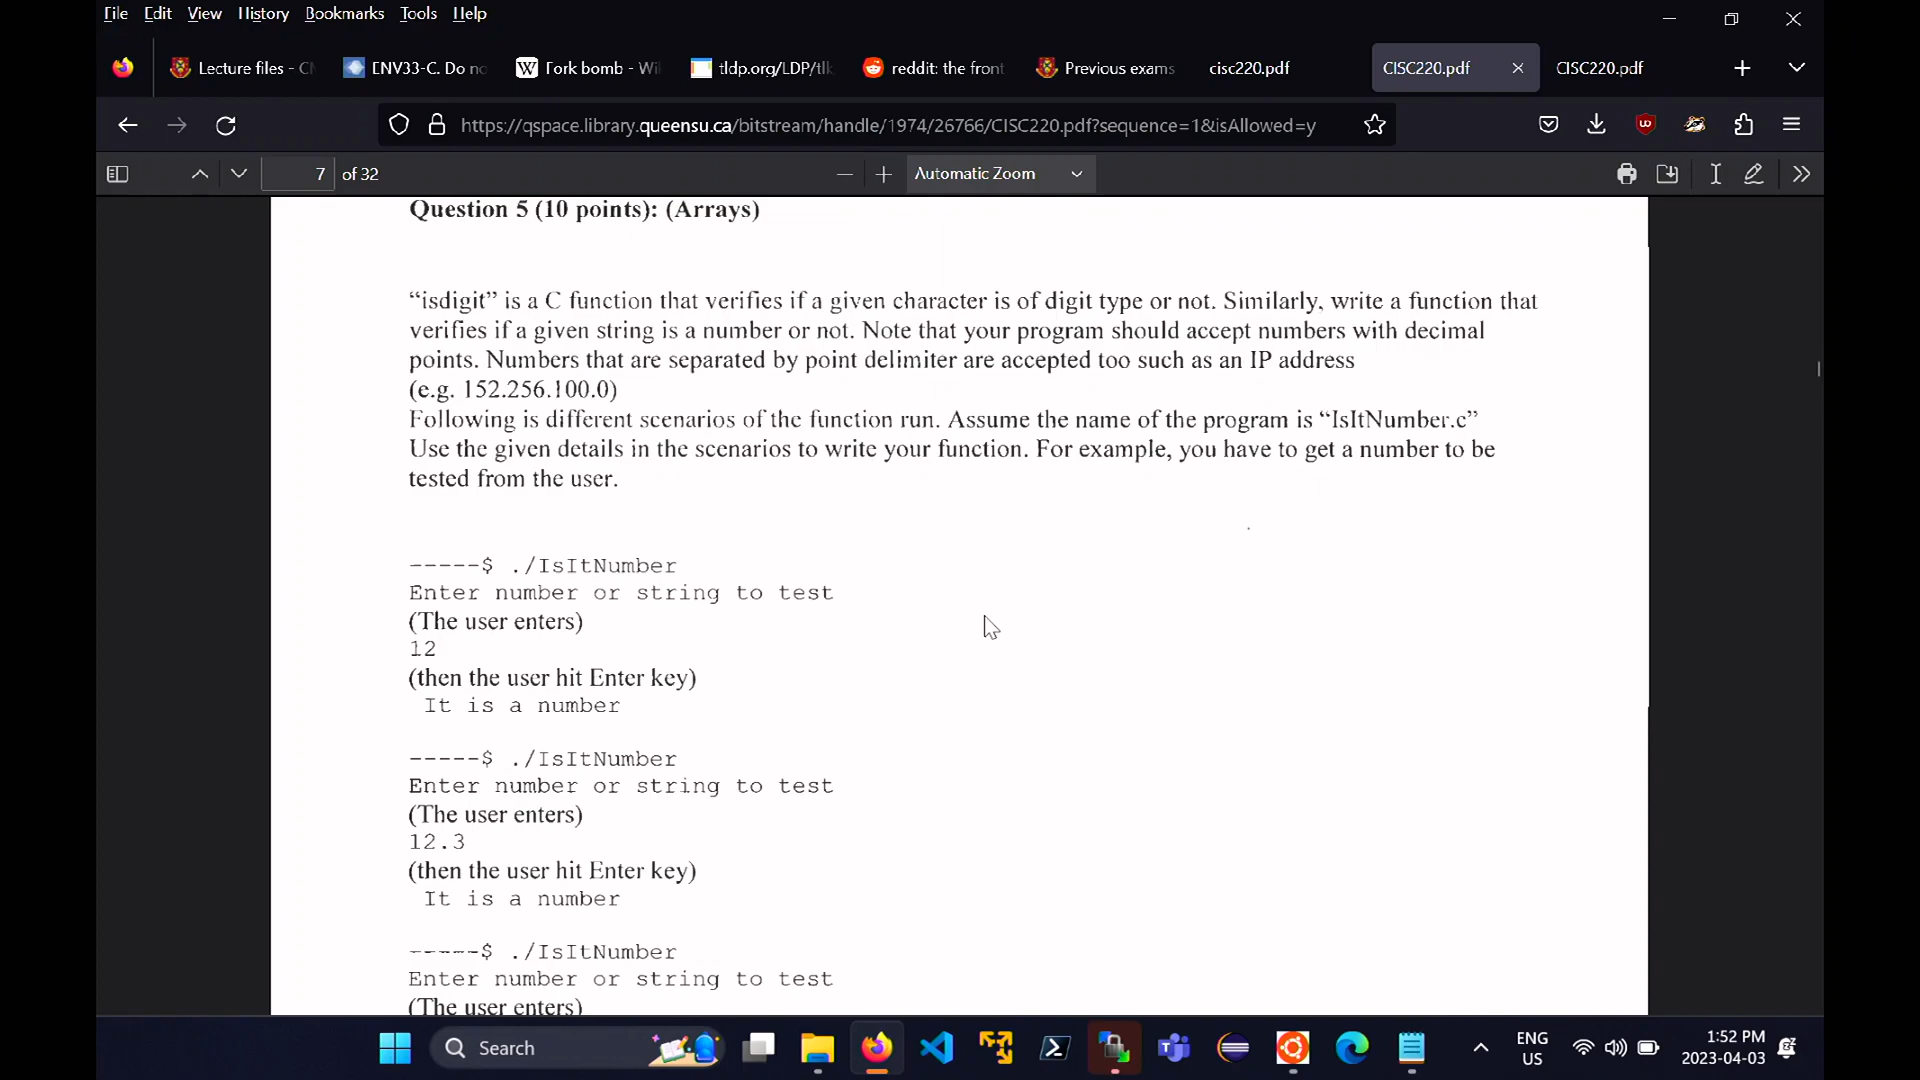 File Edit View History Bookmarks Tools Help
Lecture files - CM
ENV33-C. Do no
Fork bomb - Wi
tldp.org/LDP/tlk
reddit: the front
Previous exams
cisc220.pdf
CISC220.pdf
CISC220.pdf
https://qspace.library.queensu.ca/bitstream/handle/1974/26766/CISC220.pdf?sequence=1&isAllowed=y
7 of 32
Automatic Zoom
Question 5 (10 points): (Arrays)
“isdigit” is a C function that verifies if a given character is of digit type or not. Similarly, write a function that
verifies if a given string is a number or not. Note that your program should accept numbers with decimal
points. Numbers that are separated by point delimiter are accepted too such as an IP address
(e.g. 152.256.100.0)
Following is different scenarios of the function run. Assume the name of the program is “IsItNumber.c”
Use the given details in the scenarios to write your function. For example, you have to get a number to be
tested from the user.
-----$ ./IsItNumber
Enter number or string to test
(The user enters)
12
(then the user hit Enter key)
It is a number
-----$ ./IsItNumber
Enter number or string to test
(The user enters)
12.3
(then the user hit Enter key)
It is a number
-----$ ./IsItNumber
Enter number or string to test
(The user enters)
Search
ENG
US
1:52 PM
2023-04-03